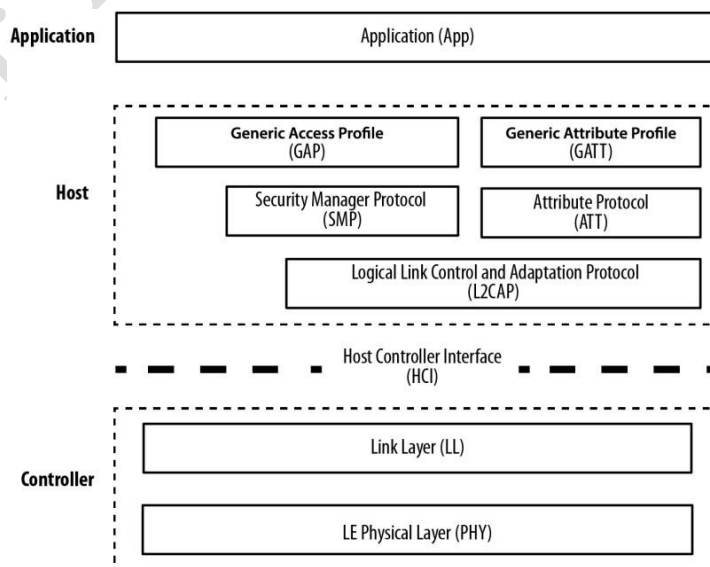 Application
Application (App)
Host
Generic Access Profile
(GAP)
Generic Attribute Profile
(GATT)
Security Manager Protocol
(SMP)
Attribute Protocol
(ATT)
Logical Link Control and Adaptation Protocol
(L2CAP)
Host Controller Interface
(HCI)
Controller
Link Layer (LL)
LE Physical Layer (PHY)